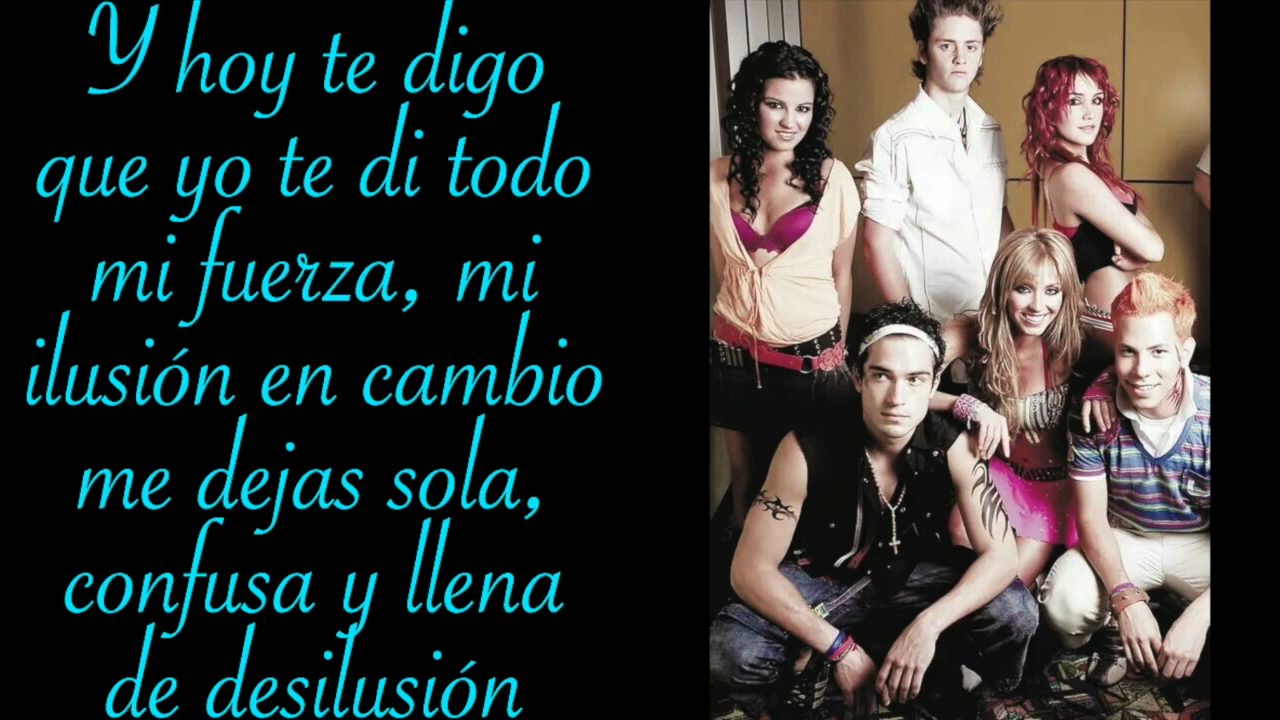 Y hoy te digo
que yo te di todo
mi fuerza, mi
ilusión en cambio
me dejas sola,
confusa y llena
de desilusión